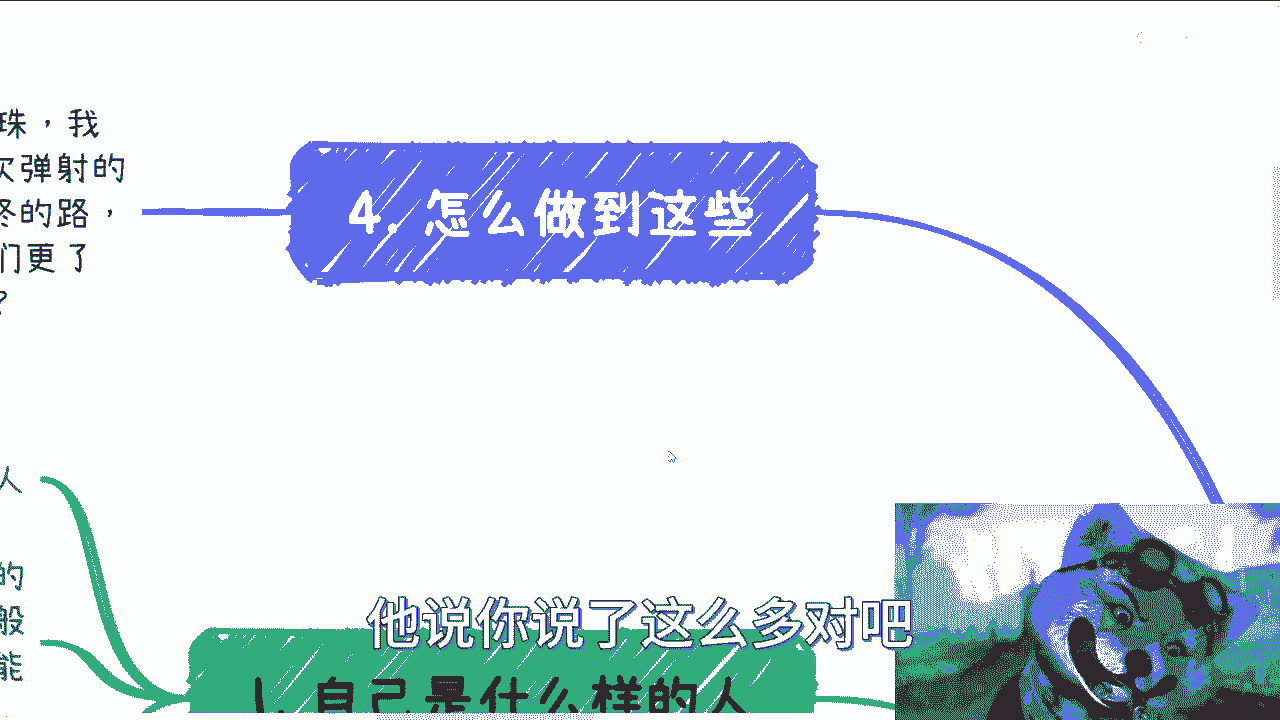 珠，我
次弹射的
终的路，
们更了
？
4. 怎么做到这些
人
的
般
能
他说你说了这么多对吧
1. 自己是什么样的人